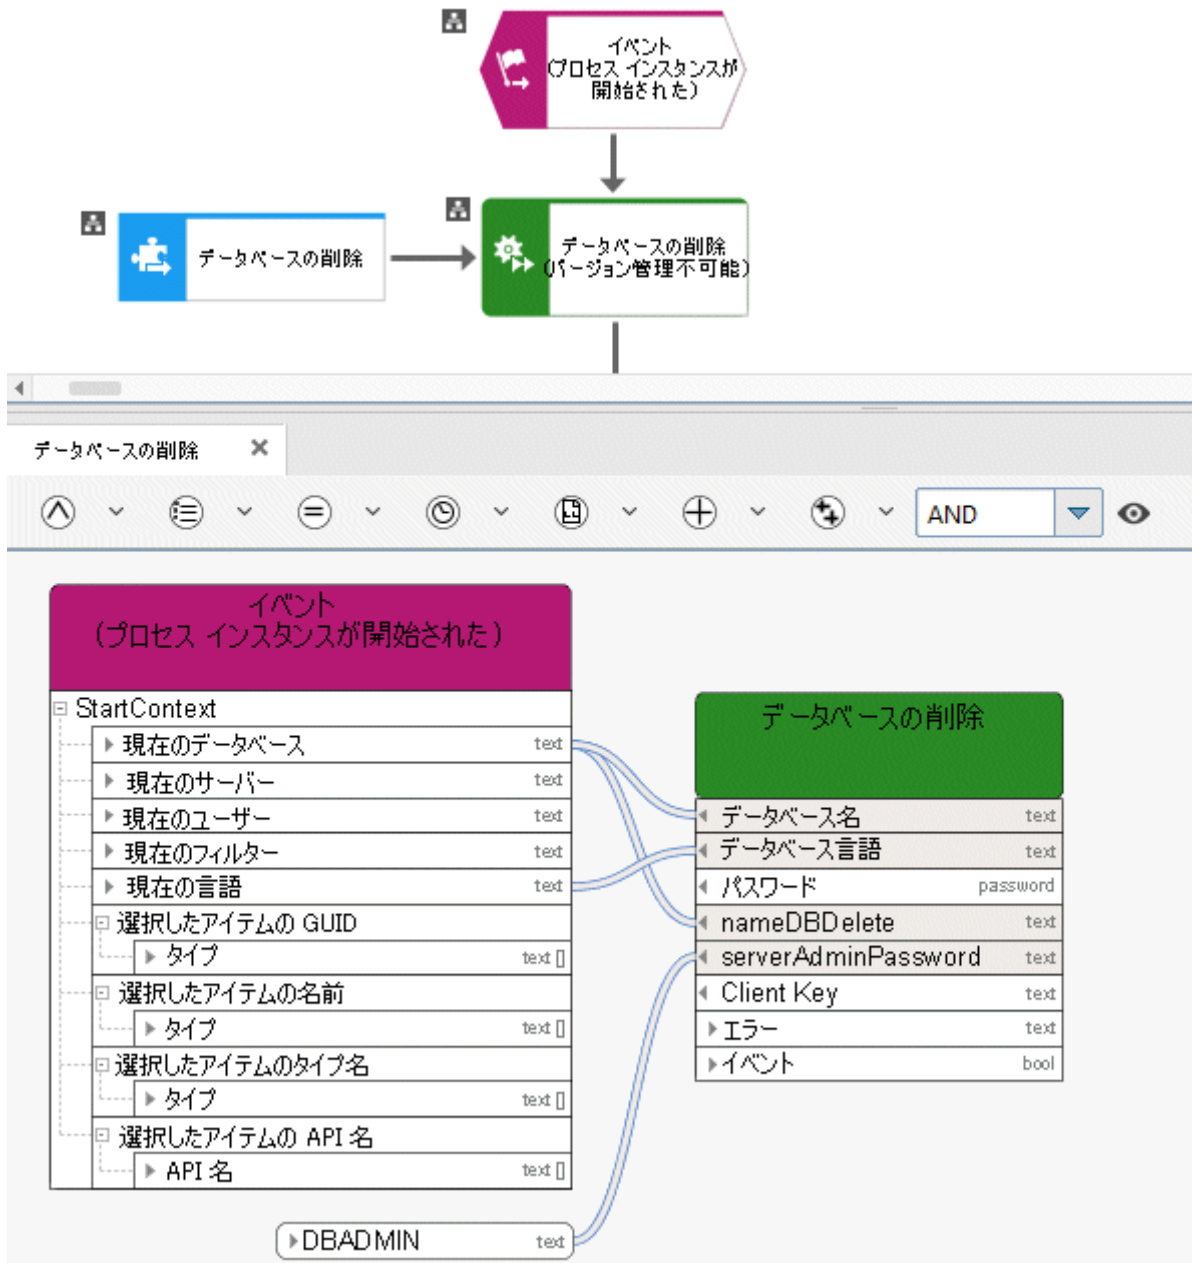 イベント
(プロセス インスタンスが
開始された)
データベースの削除
データベースの削除
(バージョン管理不可能)
データベースの削除
AND
イベント
(プロセス インスタンスが開始された)
StartContext
現在のデータベース text
現在のサーバー text
現在のユーザー text
現在のフィルター text
現在の言語 text
選択したアイテムの GUID
タイプ text []
選択したアイテムの名前
タイプ text []
選択したアイテムのタイプ名
タイプ text []
選択したアイテムの API 名
API 名 text []
DBADMIN text
データベースの削除
データベース名 text
データベース言語 text
パスワード password
nameDBDelete text
serverAdminPassword text
Client Key text
エラー text
イベント bool